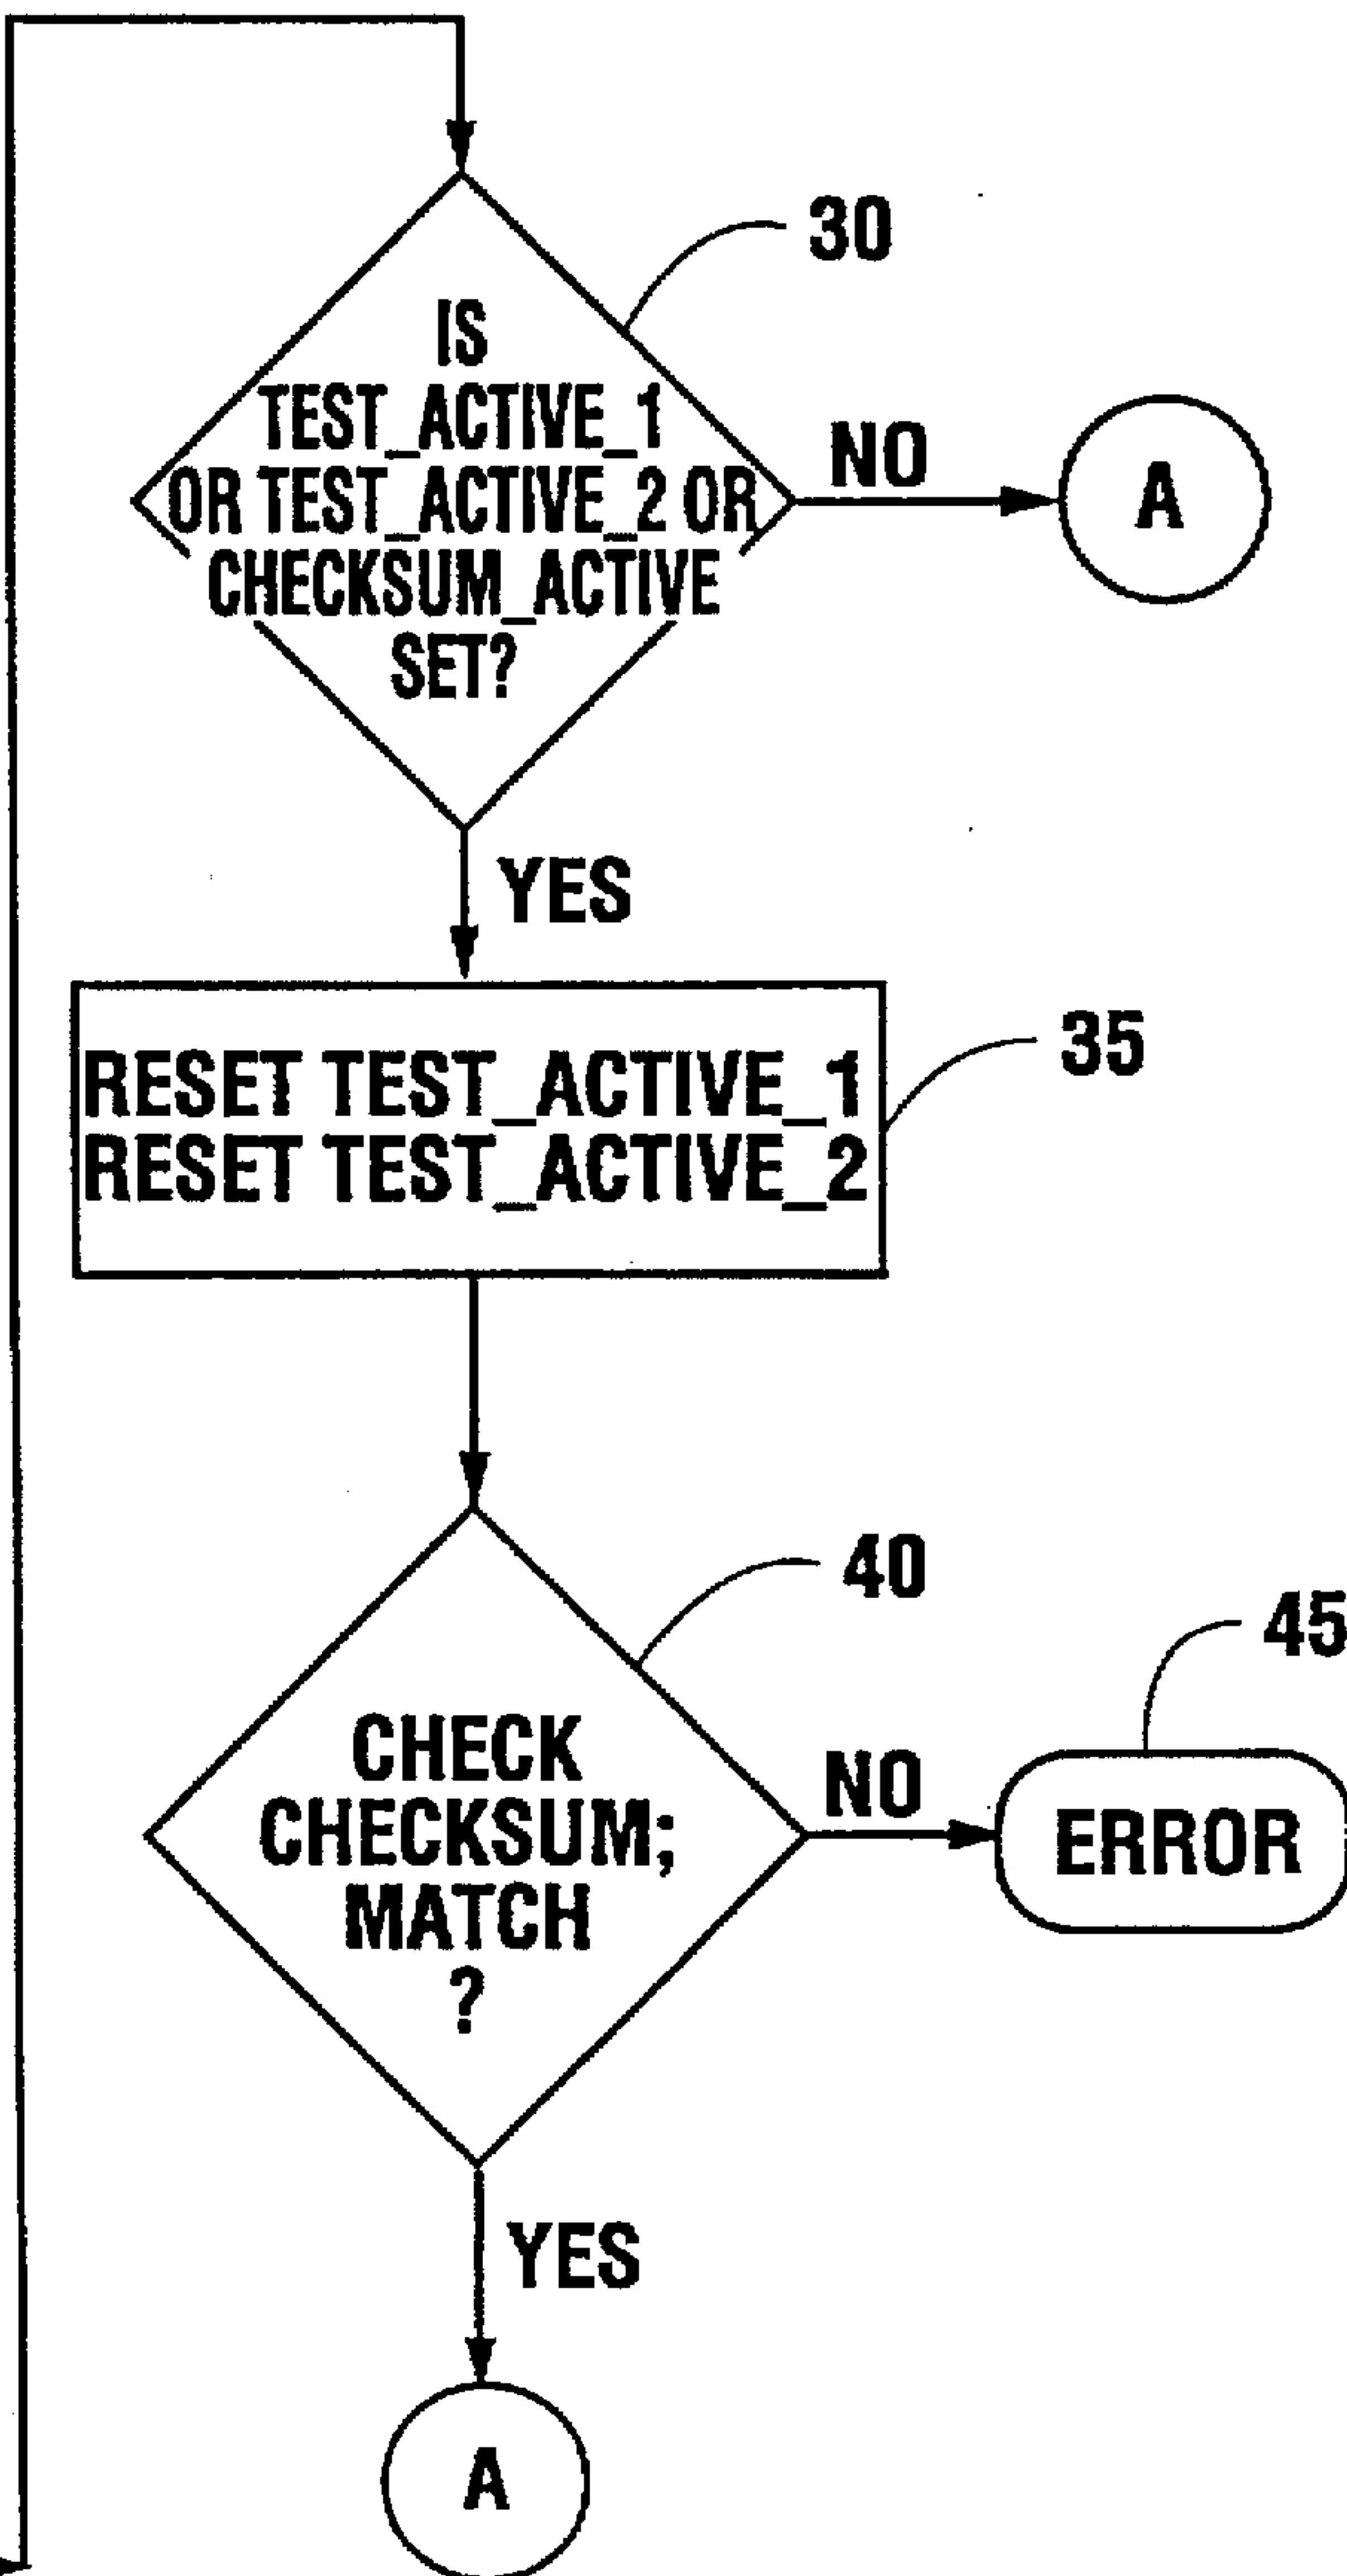 30
IS
TEST_ACTIVE_1
OR TEST_ACTIVE_2 OR
CHECKSUM_ACTIVE
SET?
NO
A
YES
35
RESET TEST_ACTIVE_1
RESET TEST_ACTIVE_2
40
45
CHECK
CHECKSUM;
MATCH
?
NO
ERROR
YES
A